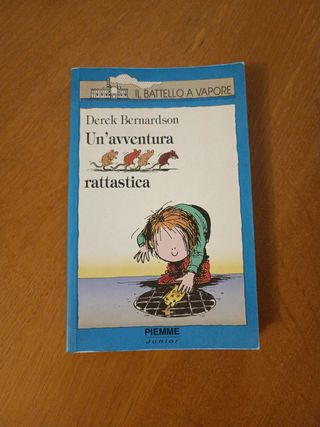 IL BATTELLO A VAPORE
Derek Bernardson
Un'avventura
rattastica
PIEMME
Junior